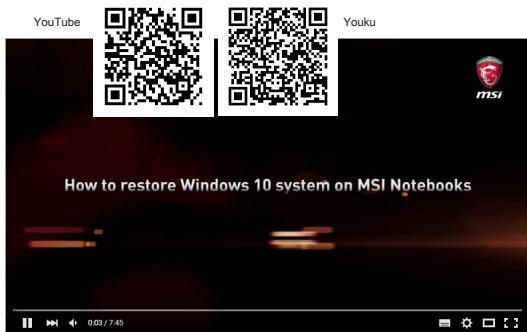 YouTube
Youku
msi
How to restore Windows 10 system on MSI Notebooks
0:03 / 7:45